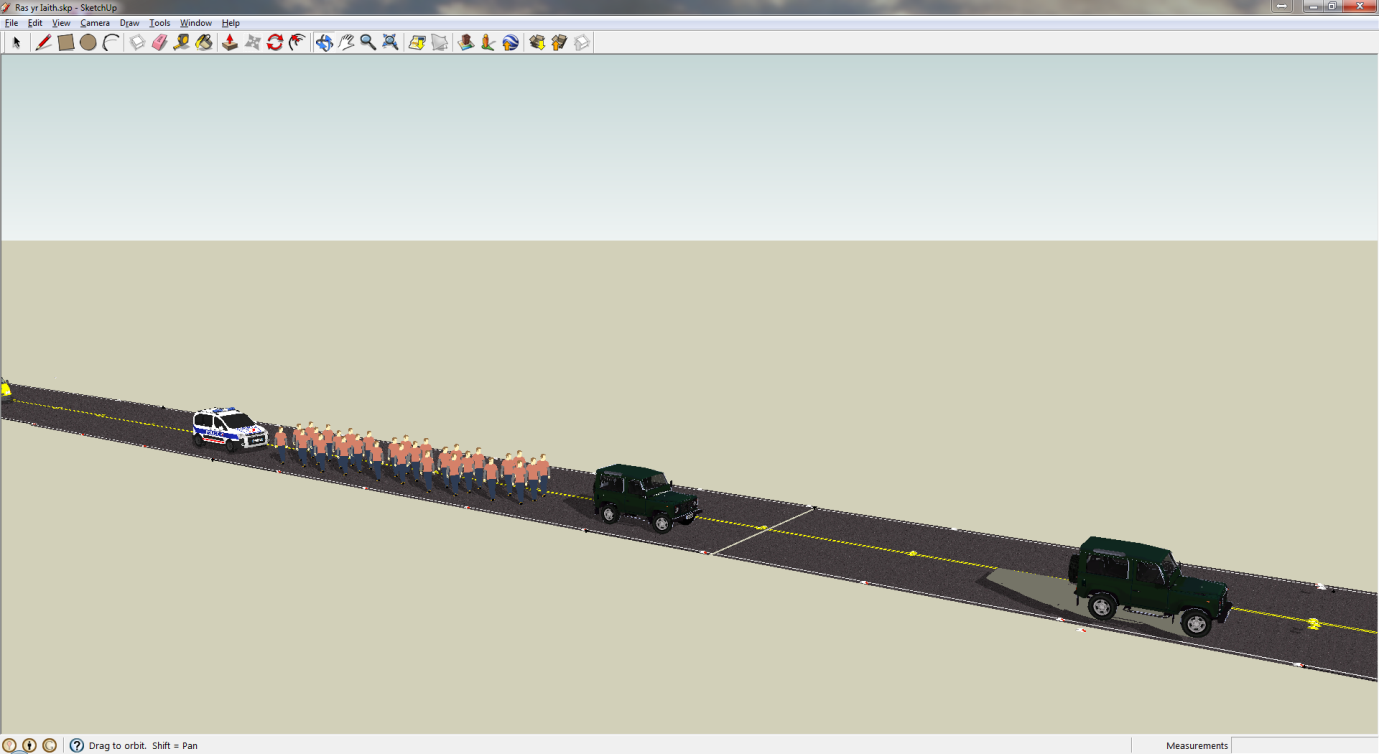 Ras yr Iaith.skp - SketchUp
File Edit View Camera Draw Tools Window Help
Drag to orbit. Shift = Pan
Measurements